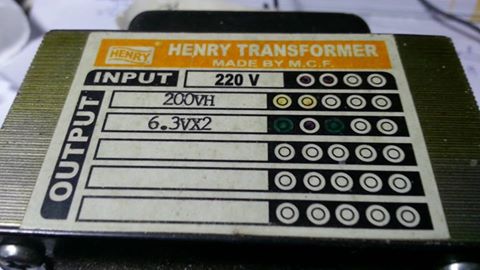 HENRY
HENRY TRANSFORMER
MADE BY M.C.F.
INPUT 220 V
OUTPUT
200VH
6.3VX2